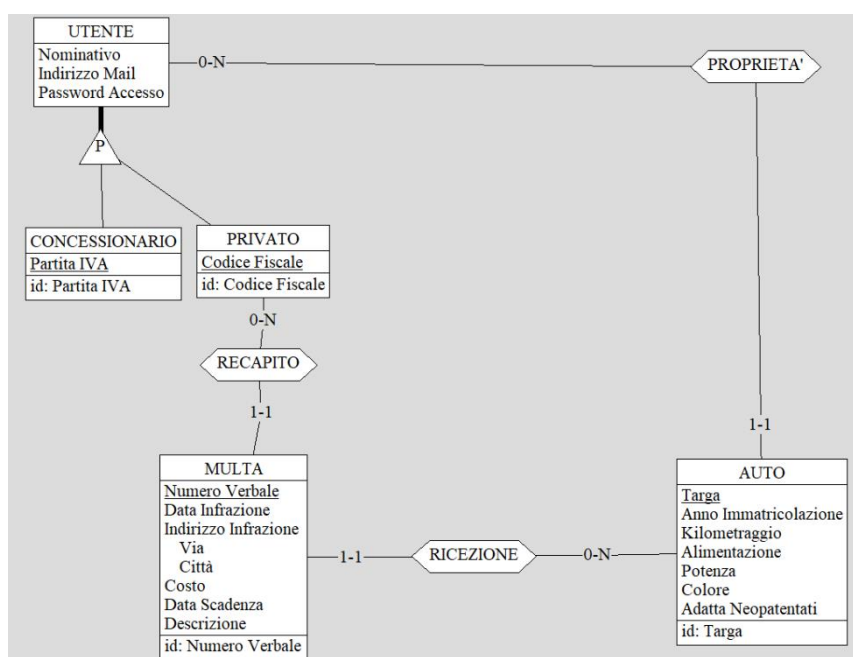 UTENTE
Nominativo
Indirizzo Mail
Password Accesso
0-N
PROPRIETA'
P
CONCESSIONARIO
Partita IVA
id: Partita IVA
PRIVATO
Codice Fiscale
id: Codice Fiscale
0-N
RECAPITO
1-1
1-1
MULTA
Numero Verbale
Data Infrazione
Indirizzo Infrazione
Via
Città
Costo
Data Scadenza
Descrizione
id: Numero Verbale
1-1
RICEZIONE
0-N
AUTO
Targa
Anno Immatricolazione
Kilometraggio
Alimentazione
Potenza
Colore
Adatta Neopatentati
id: Targa